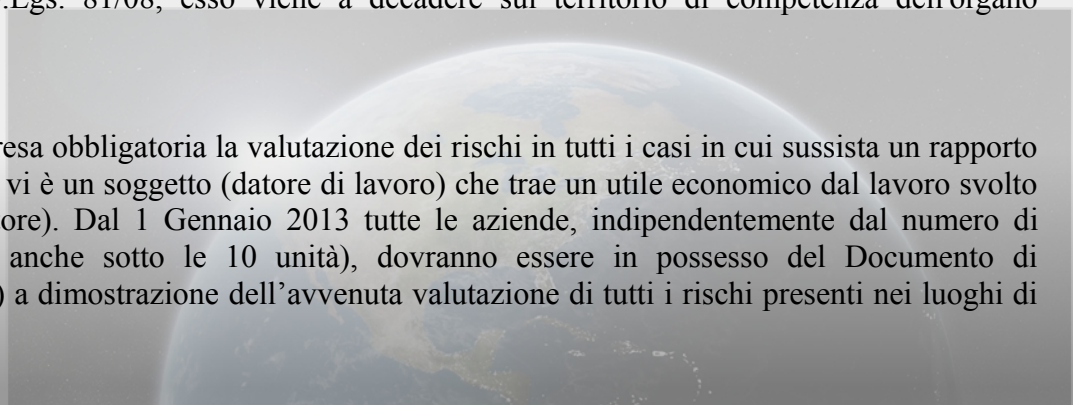 .Lgs. 81/08, esso viene a decadere sul territorio di competenza dell'organo
resa obbligatoria la valutazione dei rischi in tutti i casi in cui sussista un rapporto
vi è un soggetto (datore di lavoro) che trae un utile economico dal lavoro svolto
ore). Dal 1 Gennaio 2013 tutte le aziende, indipendentemente dal numero di
anche sotto le 10 unità), dovranno essere in possesso del Documento di
) a dimostrazione dell’avvenuta valutazione di tutti i rischi presenti nei luoghi di